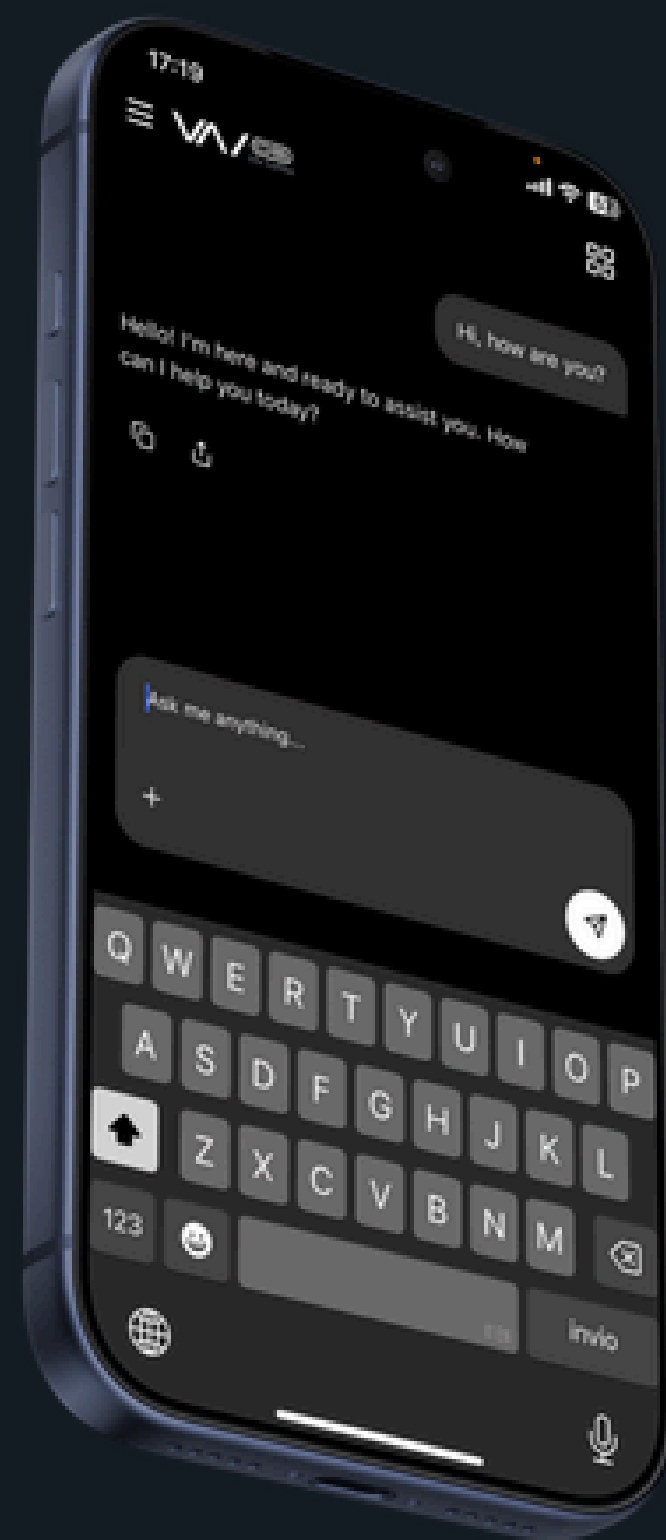 17:19
Hi, how are you?
Hello! I'm here and ready to assist you. How
can I help you today?
Ask me anything...
+
Q W E R T Y U I O P
A S D F G H J K L
Z X C V B N M
123
invio